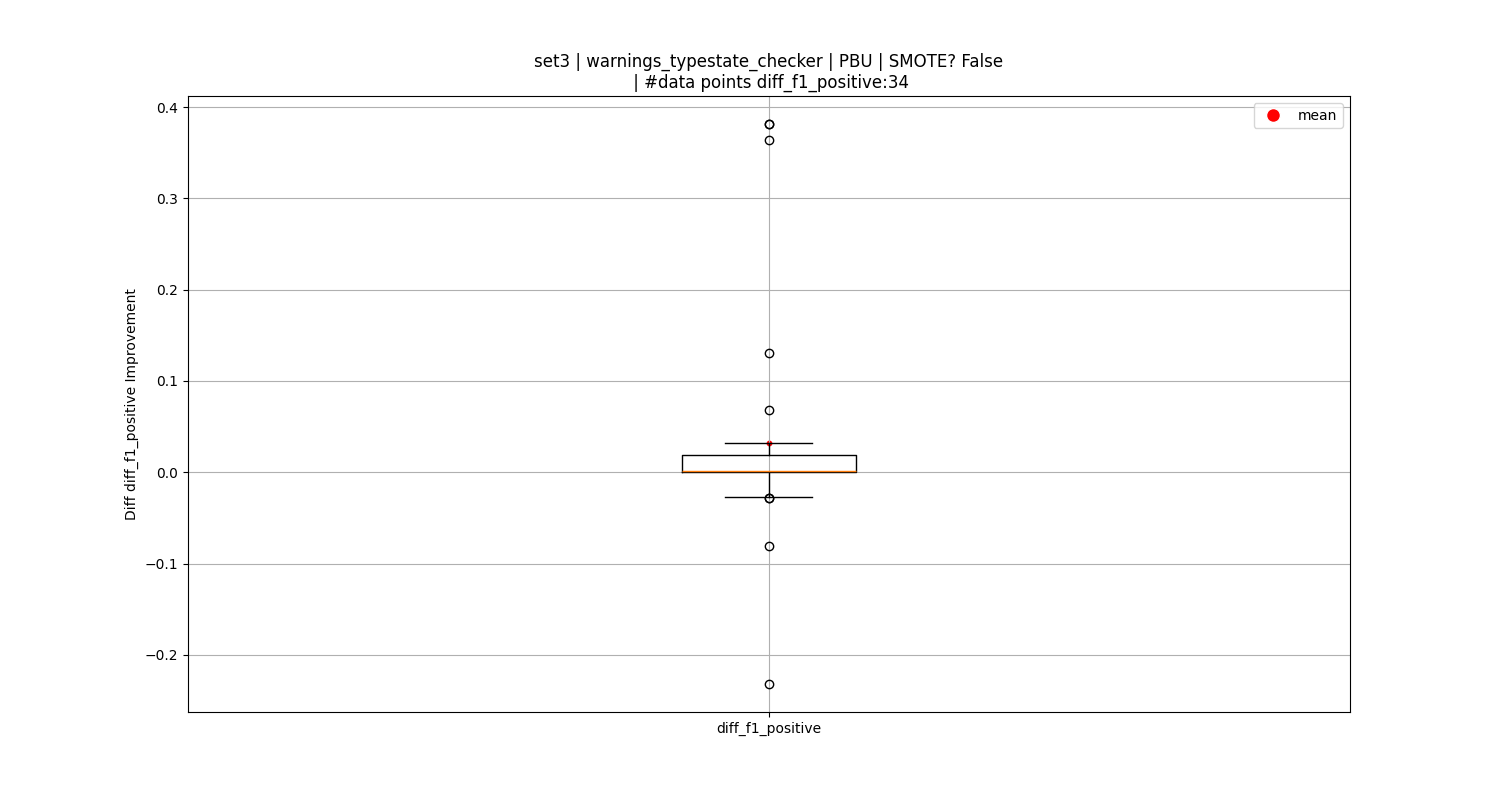 set3 | warnings_typestate_checker | PBU | SMOTE? False
| #data points diff_f1_positive:34
mean
0.4
0.3
0.2
0.1
0.0
−0.1
−0.2
Diff diff_f1_positive Improvement
diff_f1_positive